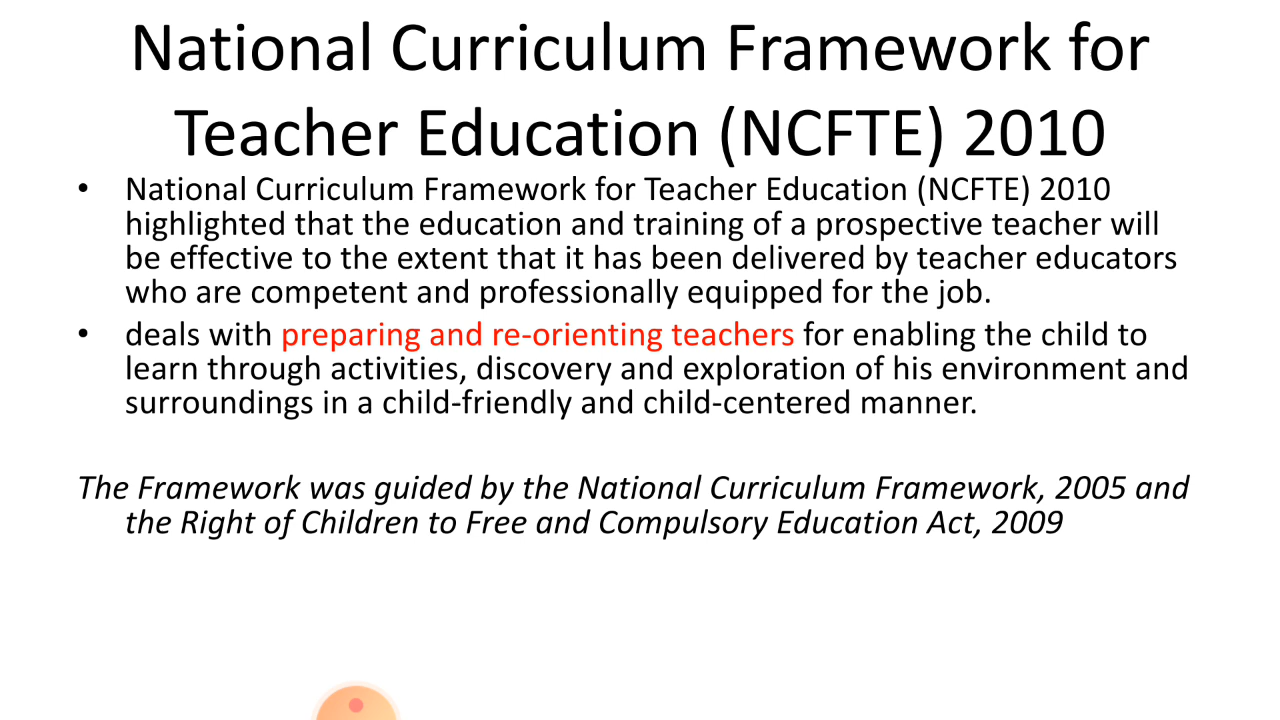 National Curriculum Framework for
Teacher Education (NCFTE) 2010
• National Curriculum Framework for Teacher Education (NCFTE) 2010
highlighted that the education and training of a prospective teacher will
be effective to the extent that it has been delivered by teacher educators
who are competent and professionally equipped for the job.
• deals with preparing and re-orienting teachers for enabling the child to
learn through activities, discovery and exploration of his environment and
surroundings in a child-friendly and child-centered manner.
The Framework was guided by the National Curriculum Framework, 2005 and
the Right of Children to Free and Compulsory Education Act, 2009